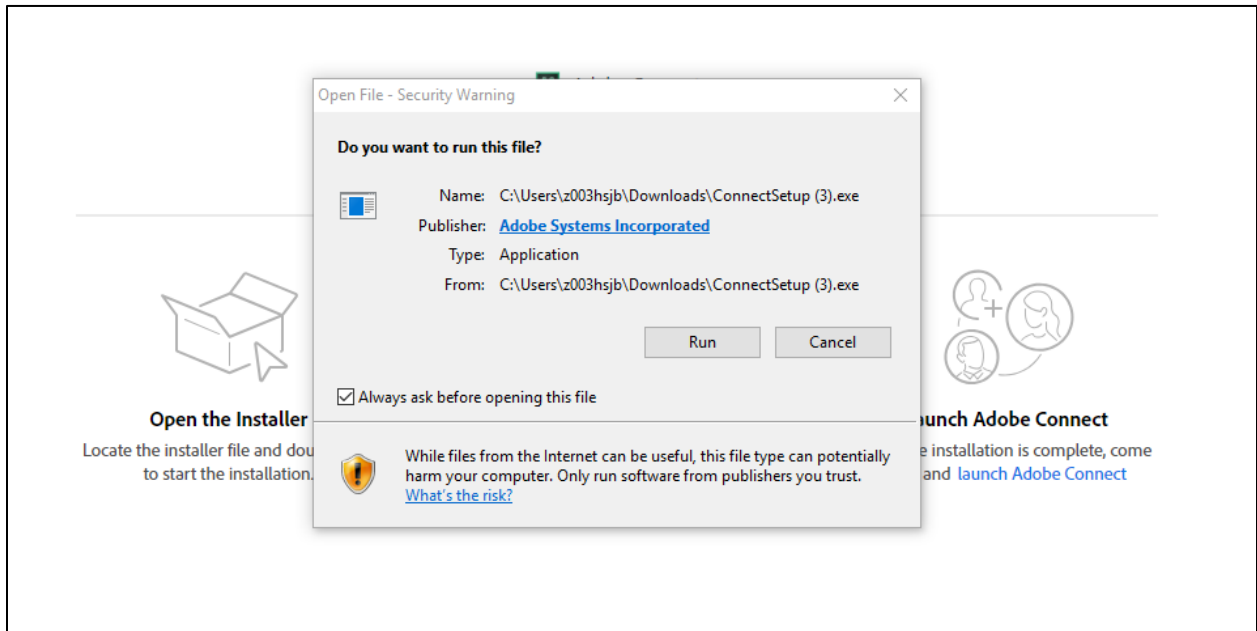 Open File - Security Warning
Do you want to run this file?
Name: C:\Users\z003hsjb\Downloads\ConnectSetup (3).exe
Publisher: Adobe Systems Incorporated
Type: Application
From: C:\Users\z003hsjb\Downloads\ConnectSetup (3).exe
Run Cancel
Always ask before opening this file
While files from the Internet can be useful, this file type can potentially
harm your computer. Only run software from publishers you trust.
What's the risk?
Open the Installer
Locate the installer file and dou
to start the installation.
aunch Adobe Connect
e installation is complete, come
and launch Adobe Connect